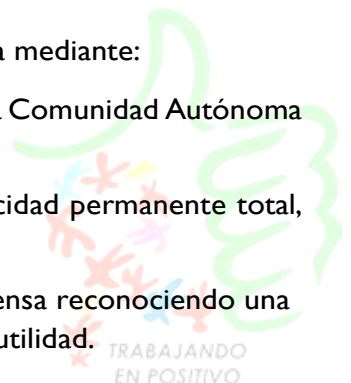 a mediante:
a Comunidad Autónoma
cidad permanente total,
ensa reconociendo una
utilidad.
TRABAJANDO
EN POSITIVO